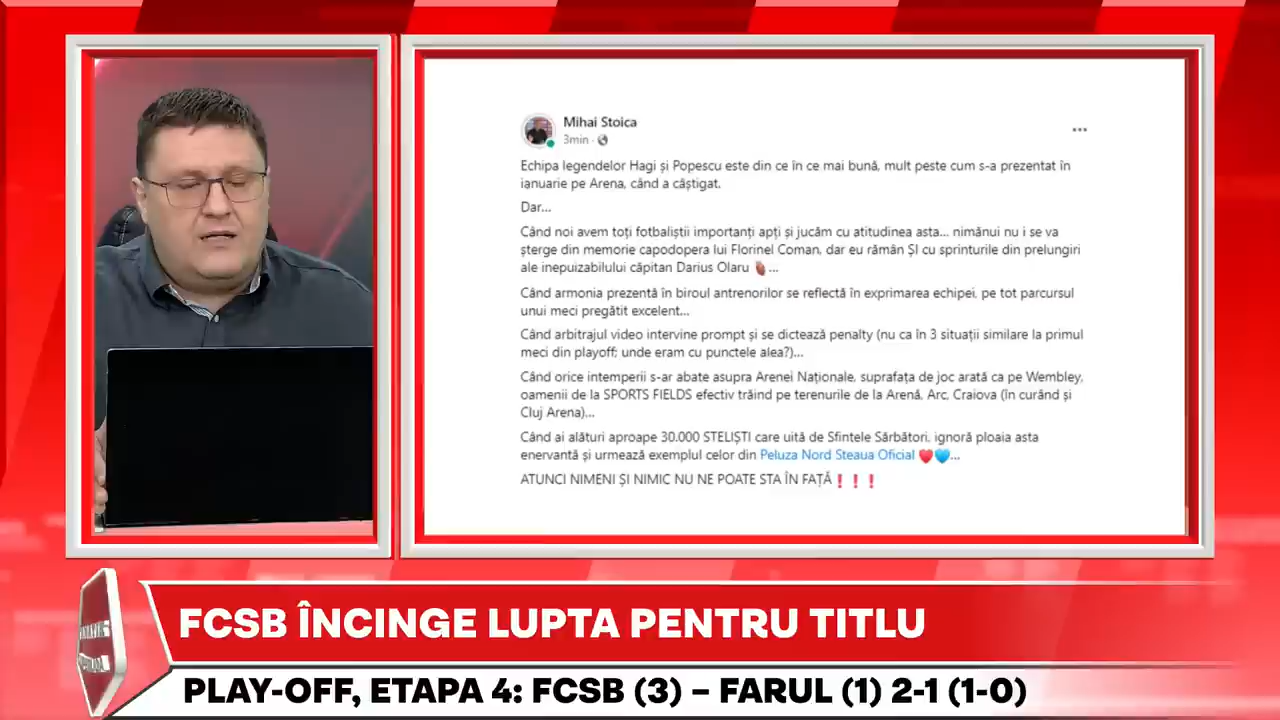 Mihai Stoica
3min
Echipa legendelor Hagi și Popescu este din ce în ce mai bună, mult peste cum s-a prezentat în
ianuarie pe Arena, când a câștigat.
Dar...
Când noi avem toți fotbaliștii importanți apți și jucăm cu atitudinea asta... nimănui nu i se va
șterge din memorie capodopera lui Florinel Coman, dar eu rămân ȘI cu sprinturile din prelungiri
ale inepuizabilului căpitan Darius Olaru 🫀...
Când armonia prezentă în biroul antrenorilor se reflectă în exprimarea echipei, pe tot parcursul
unui meci pregătit excelent...
Când arbitrajul video intervine prompt și se dictează penalty (nu ca în 3 situații similare la primul
meci din playoff; unde eram cu punctele alea?)...
Când orice intemperii s-ar abate asupra Arenei Naționale, suprafața de joc arată ca pe Wembley,
oamenii de la SPORTS FIELDS efectiv trăind pe terenurile de la Arenă, Arc, Craiova (în curând și
Cluj Arena)...
Când ai alături aproape 30.000 STELIȘTI care uită de Sfintele Sărbători, ignoră ploaia asta
enervantă și urmează exemplul celor din Peluza Nord Steaua Oficial ❤️💙...
ATUNCI NIMENI ȘI NIMIC NU NE POATE STA ÎN FAȚĂ❗❗❗
FCSB ÎNCINGE LUPTA PENTRU TITLU
PLAY-OFF, ETAPA 4: FCSB (3) – FARUL (1) 2-1 (1-0)